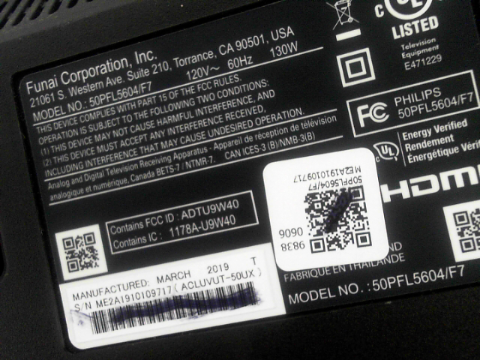 Funai Corporation, Inc.
21061 S. Western Ave. Suite 210, Torrance, CA 90501, USA
MODEL NO.: 50PFL5604/F7 120V~ 60Hz 130W
THIS DEVICE COMPLIES WITH PART 15 OF THE FCC RULES.
OPERATION IS SUBJECT TO THE FOLLOWING TWO CONDITIONS:
(1) THIS DEVICE MAY NOT CAUSE HARMFUL INTERFERENCE, AND
(2) THIS DEVICE MUST ACCEPT ANY INTERFERENCE RECEIVED,
INCLUDING INTERFERENCE THAT MAY CAUSE UNDESIRED OPERATION.
Analog and Digital Television Receiving Apparatus - Appareil de réception de télévision
analogique et numérique, Canada BETS-7 / NTMR-7. CAN ICES-3 (B)/NMB-3(B)
Contains FCC ID : ADTU9W40
Contains IC : 1178A-U9W40
MANUFACTURED: MARCH 2019 T
S/N ME2A1910109717 (ACLUVUT-50UX)
c UL
LISTED
Television
Equipment
E471229
FC
PHILIPS
50PFL5604/F7
Energy Verified
Énergétique Vérifié
HDMI
ME2A1910109717
50PFL5604/F7
9838 9096
FABRIQUÉ EN THAÏLANDE
MODEL NO. :50PFL5604/F7